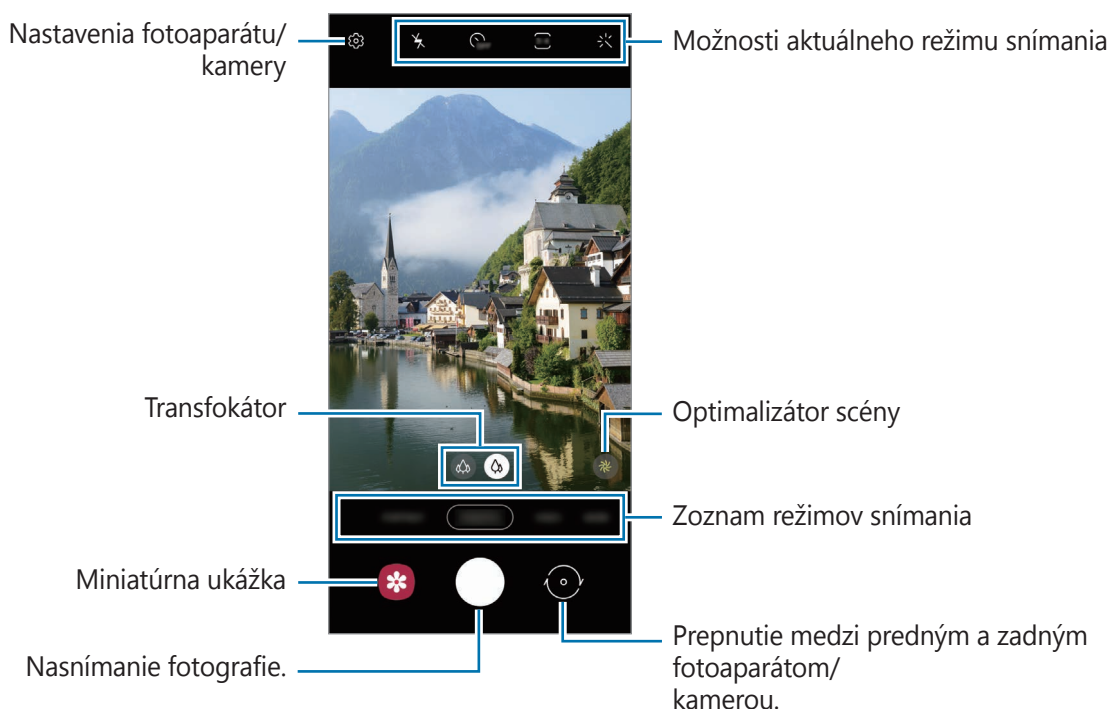 Nastavenia fotoaparátu/
kamery
Možnosti aktuálneho režimu snímania
Transfokátor
Optimalizátor scény
Zoznam režimov snímania
Miniatúrna ukážka
Nasnímanie fotografie.
Prepnutie medzi predným a zadným
fotoaparátom/
kamerou.